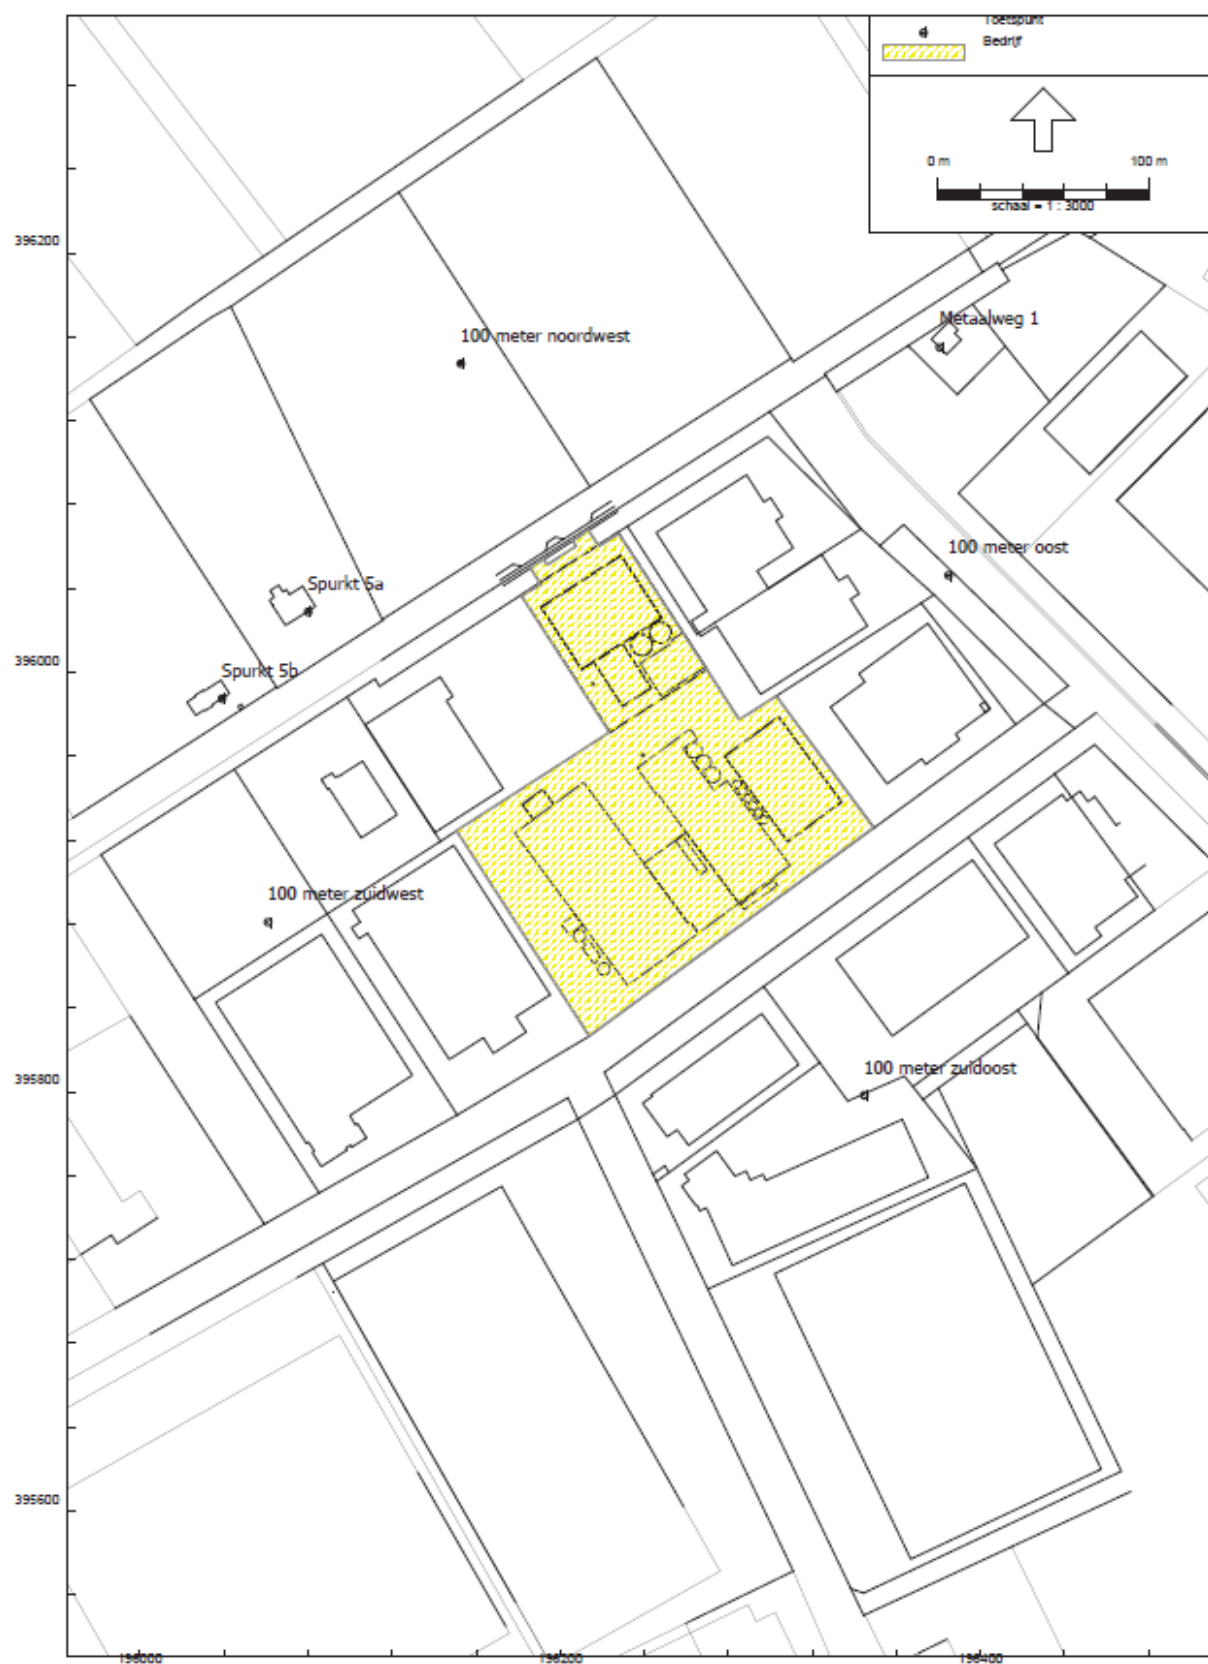 Toetspunt
Bedrijf
0 m 100 m
schaal = 1 : 3000
396200
Metaalweg 1
100 meter noordwest
100 meter oost
Spurkt 5a
396000
Spurkt 5b
100 meter zuidwest
395800
100 meter zuidoost
395600
196000 196200 196400